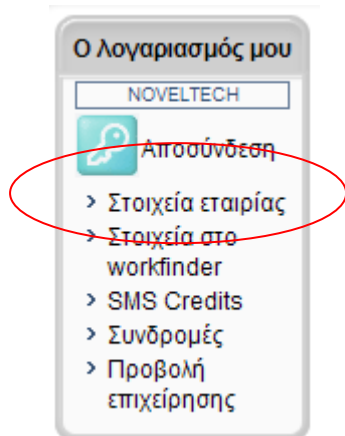 Ο λογαριασμός μου
NOVELTECH
Αποσύνδεση
Στοιχεία εταιρίας
Στοιχεία στο
workfinder
SMS Credits
Συνδρομές
Προβολή
επιχείρησης